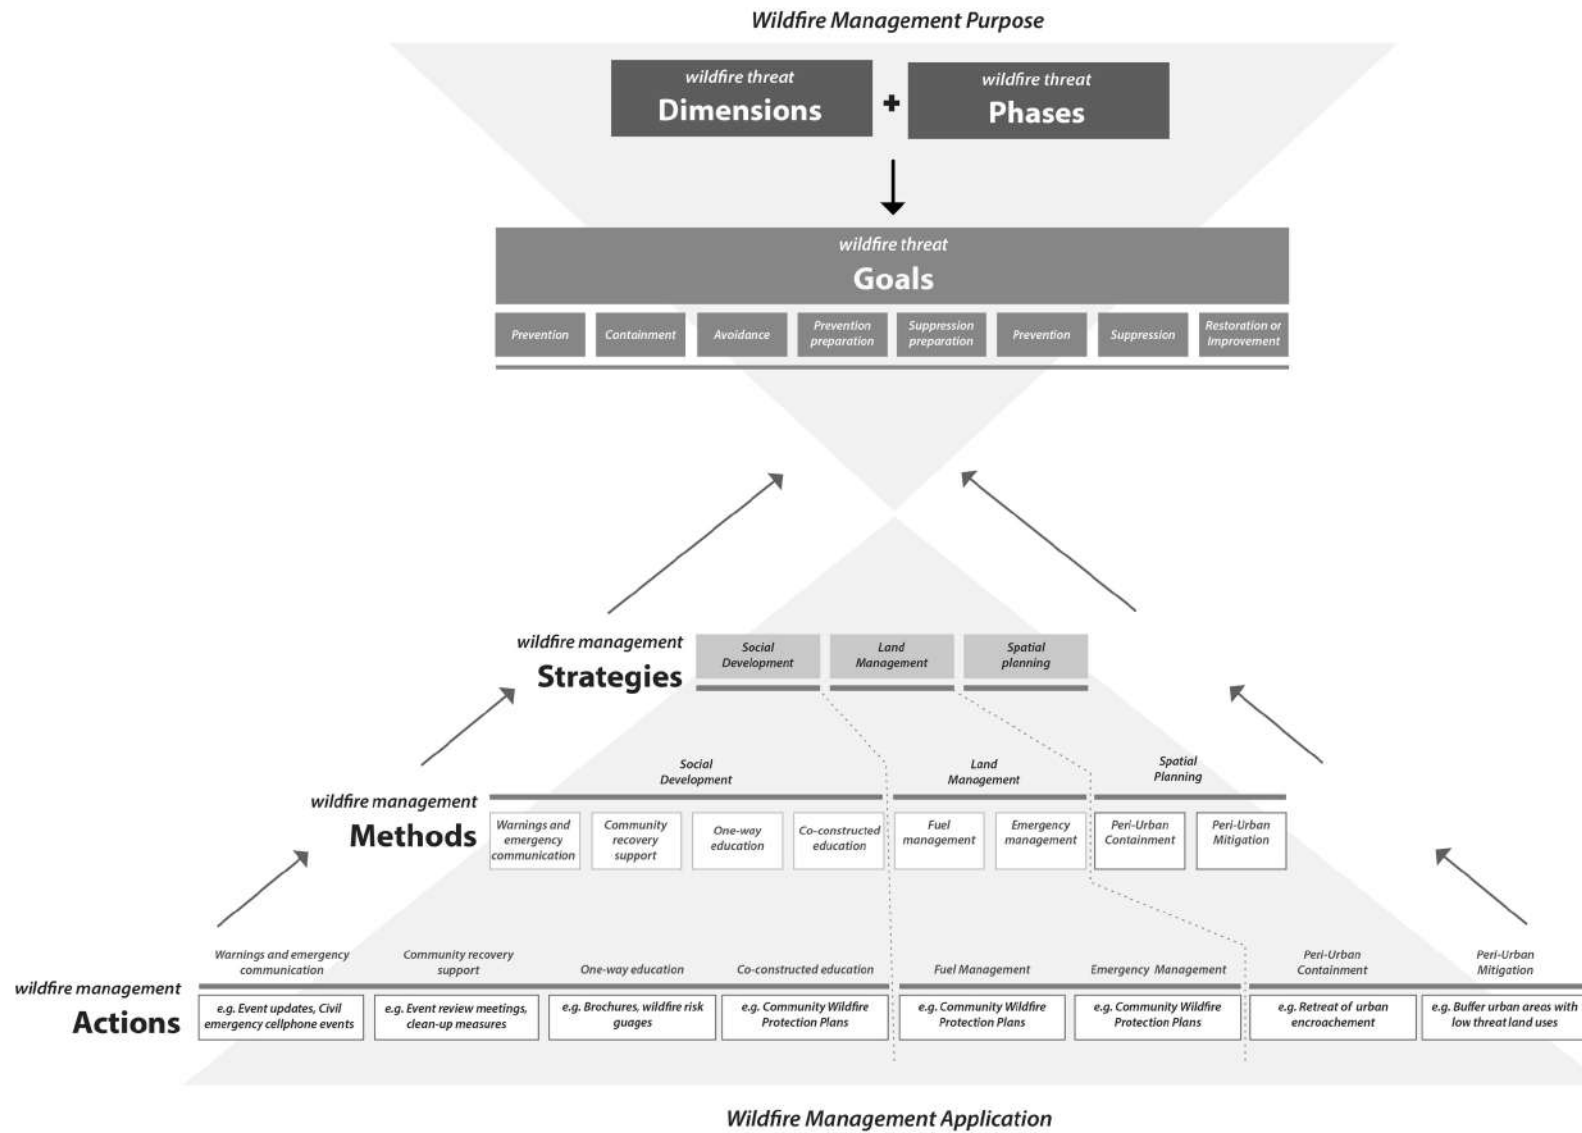 Wildfire Management Purpose
wildfire threat
Dimensions
+
wildfire threat
Phases
wildfire threat
Goals
Prevention
Containment
Avoidance
Prevention
preparation
Suppression
preparation
Prevention
Suppression
Restoration or
Improvement
wildfire management
Strategies
Social
Development
Land
Management
Spatial
planning
wildfire management
Methods
Social
Development
Land
Management
Spatial
Planning
Warnings and
emergency
communication
Community
recovery
support
One-way
education
Co-constructed
education
Fuel
management
Emergency
management
Peri-Urban
Containment
Peri-Urban
Mitigation
wildfire management
Actions
Warnings and emergency
communication
Community recovery
support
One-way education
Co-constructed education
Fuel Management
Emergency Management
Peri-Urban
Containment
Peri-Urban
Mitigation
e.g. Event updates, Civil
emergency cellphone events
e.g. Event review meetings,
clean-up measures
e.g. Brochures, wildfire risk
guages
e.g. Community Wildfire
Protection Plans
e.g. Community Wildfire
Protection Plans
e.g. Community Wildfire
Protection Plans
e.g. Retreat of urban
encroachement
e.g. Buffer urban areas with
low threat land uses
Wildfire Management Application